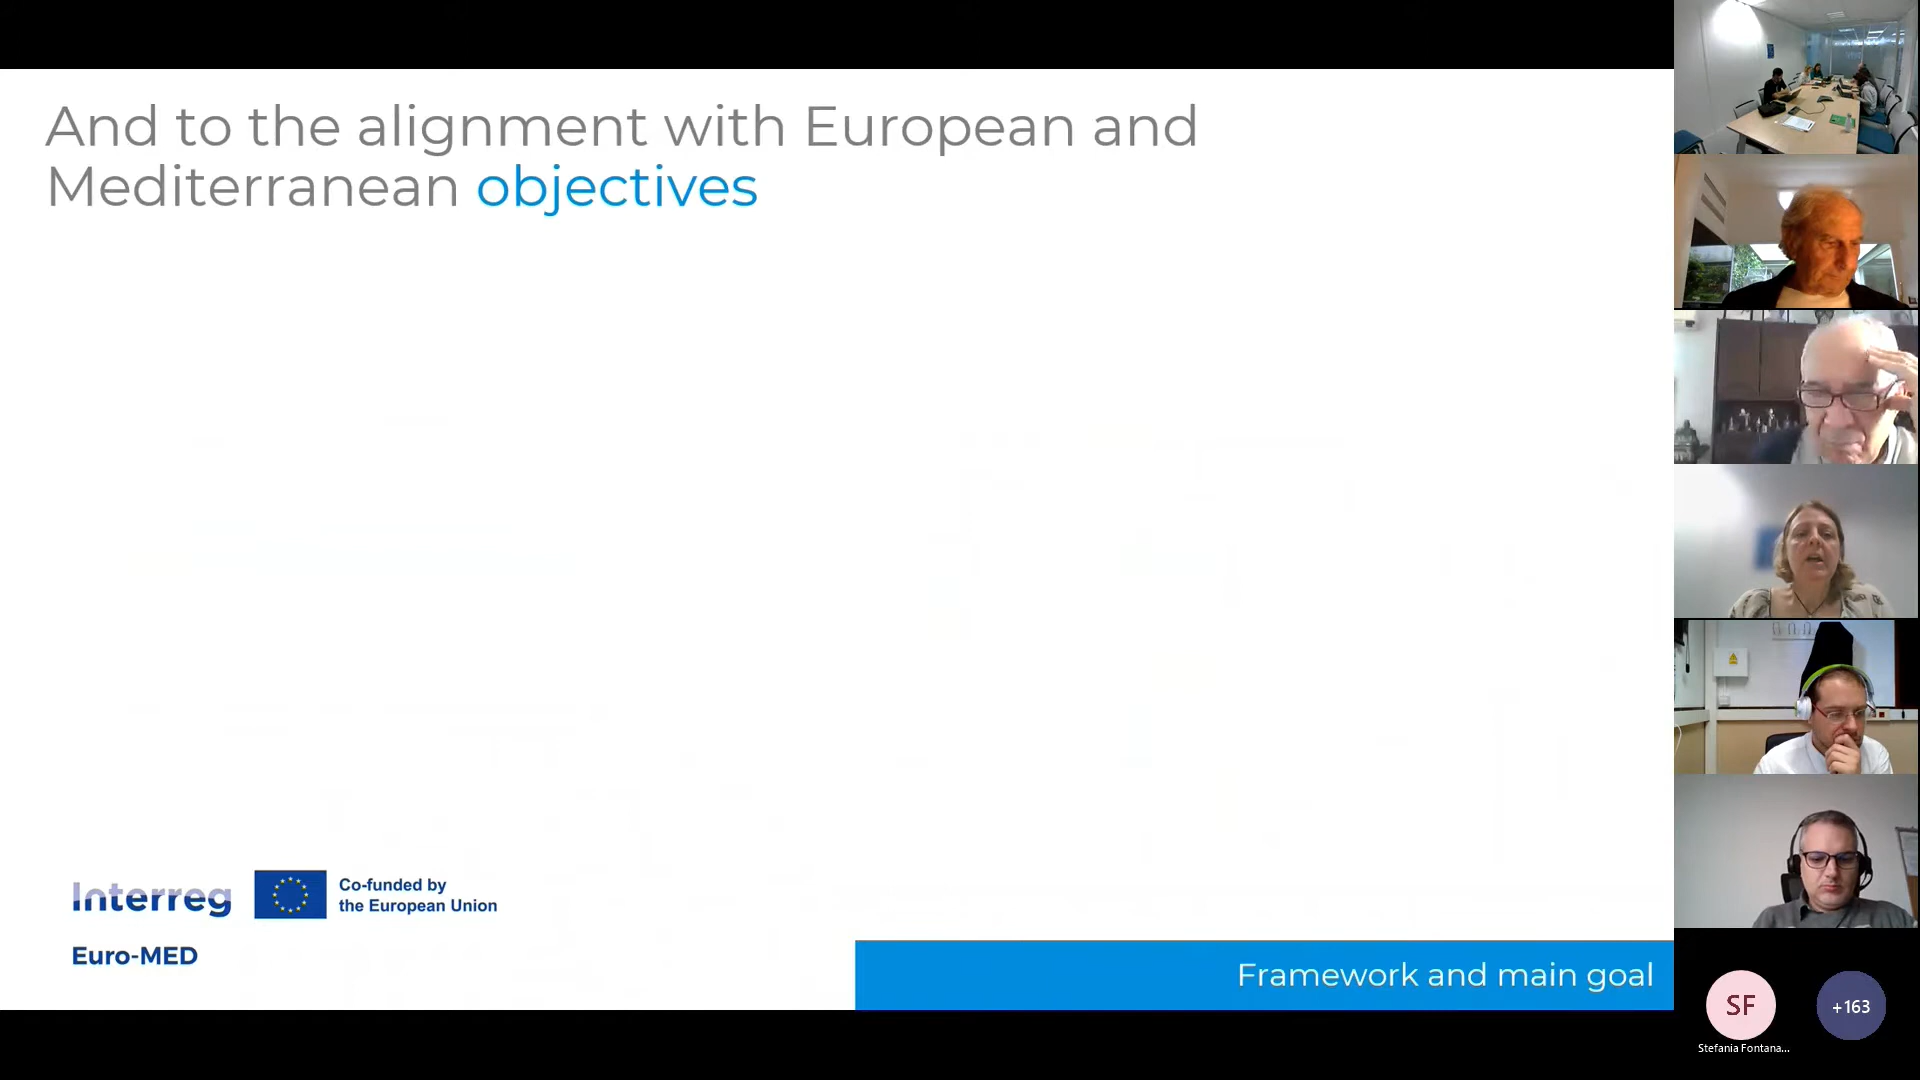 And to the alignment with European and
Mediterranean objectives
Interreg
Co-funded by
the European Union
Euro-MED
Framework and main goal
SF
+163
Stefania Fontana...